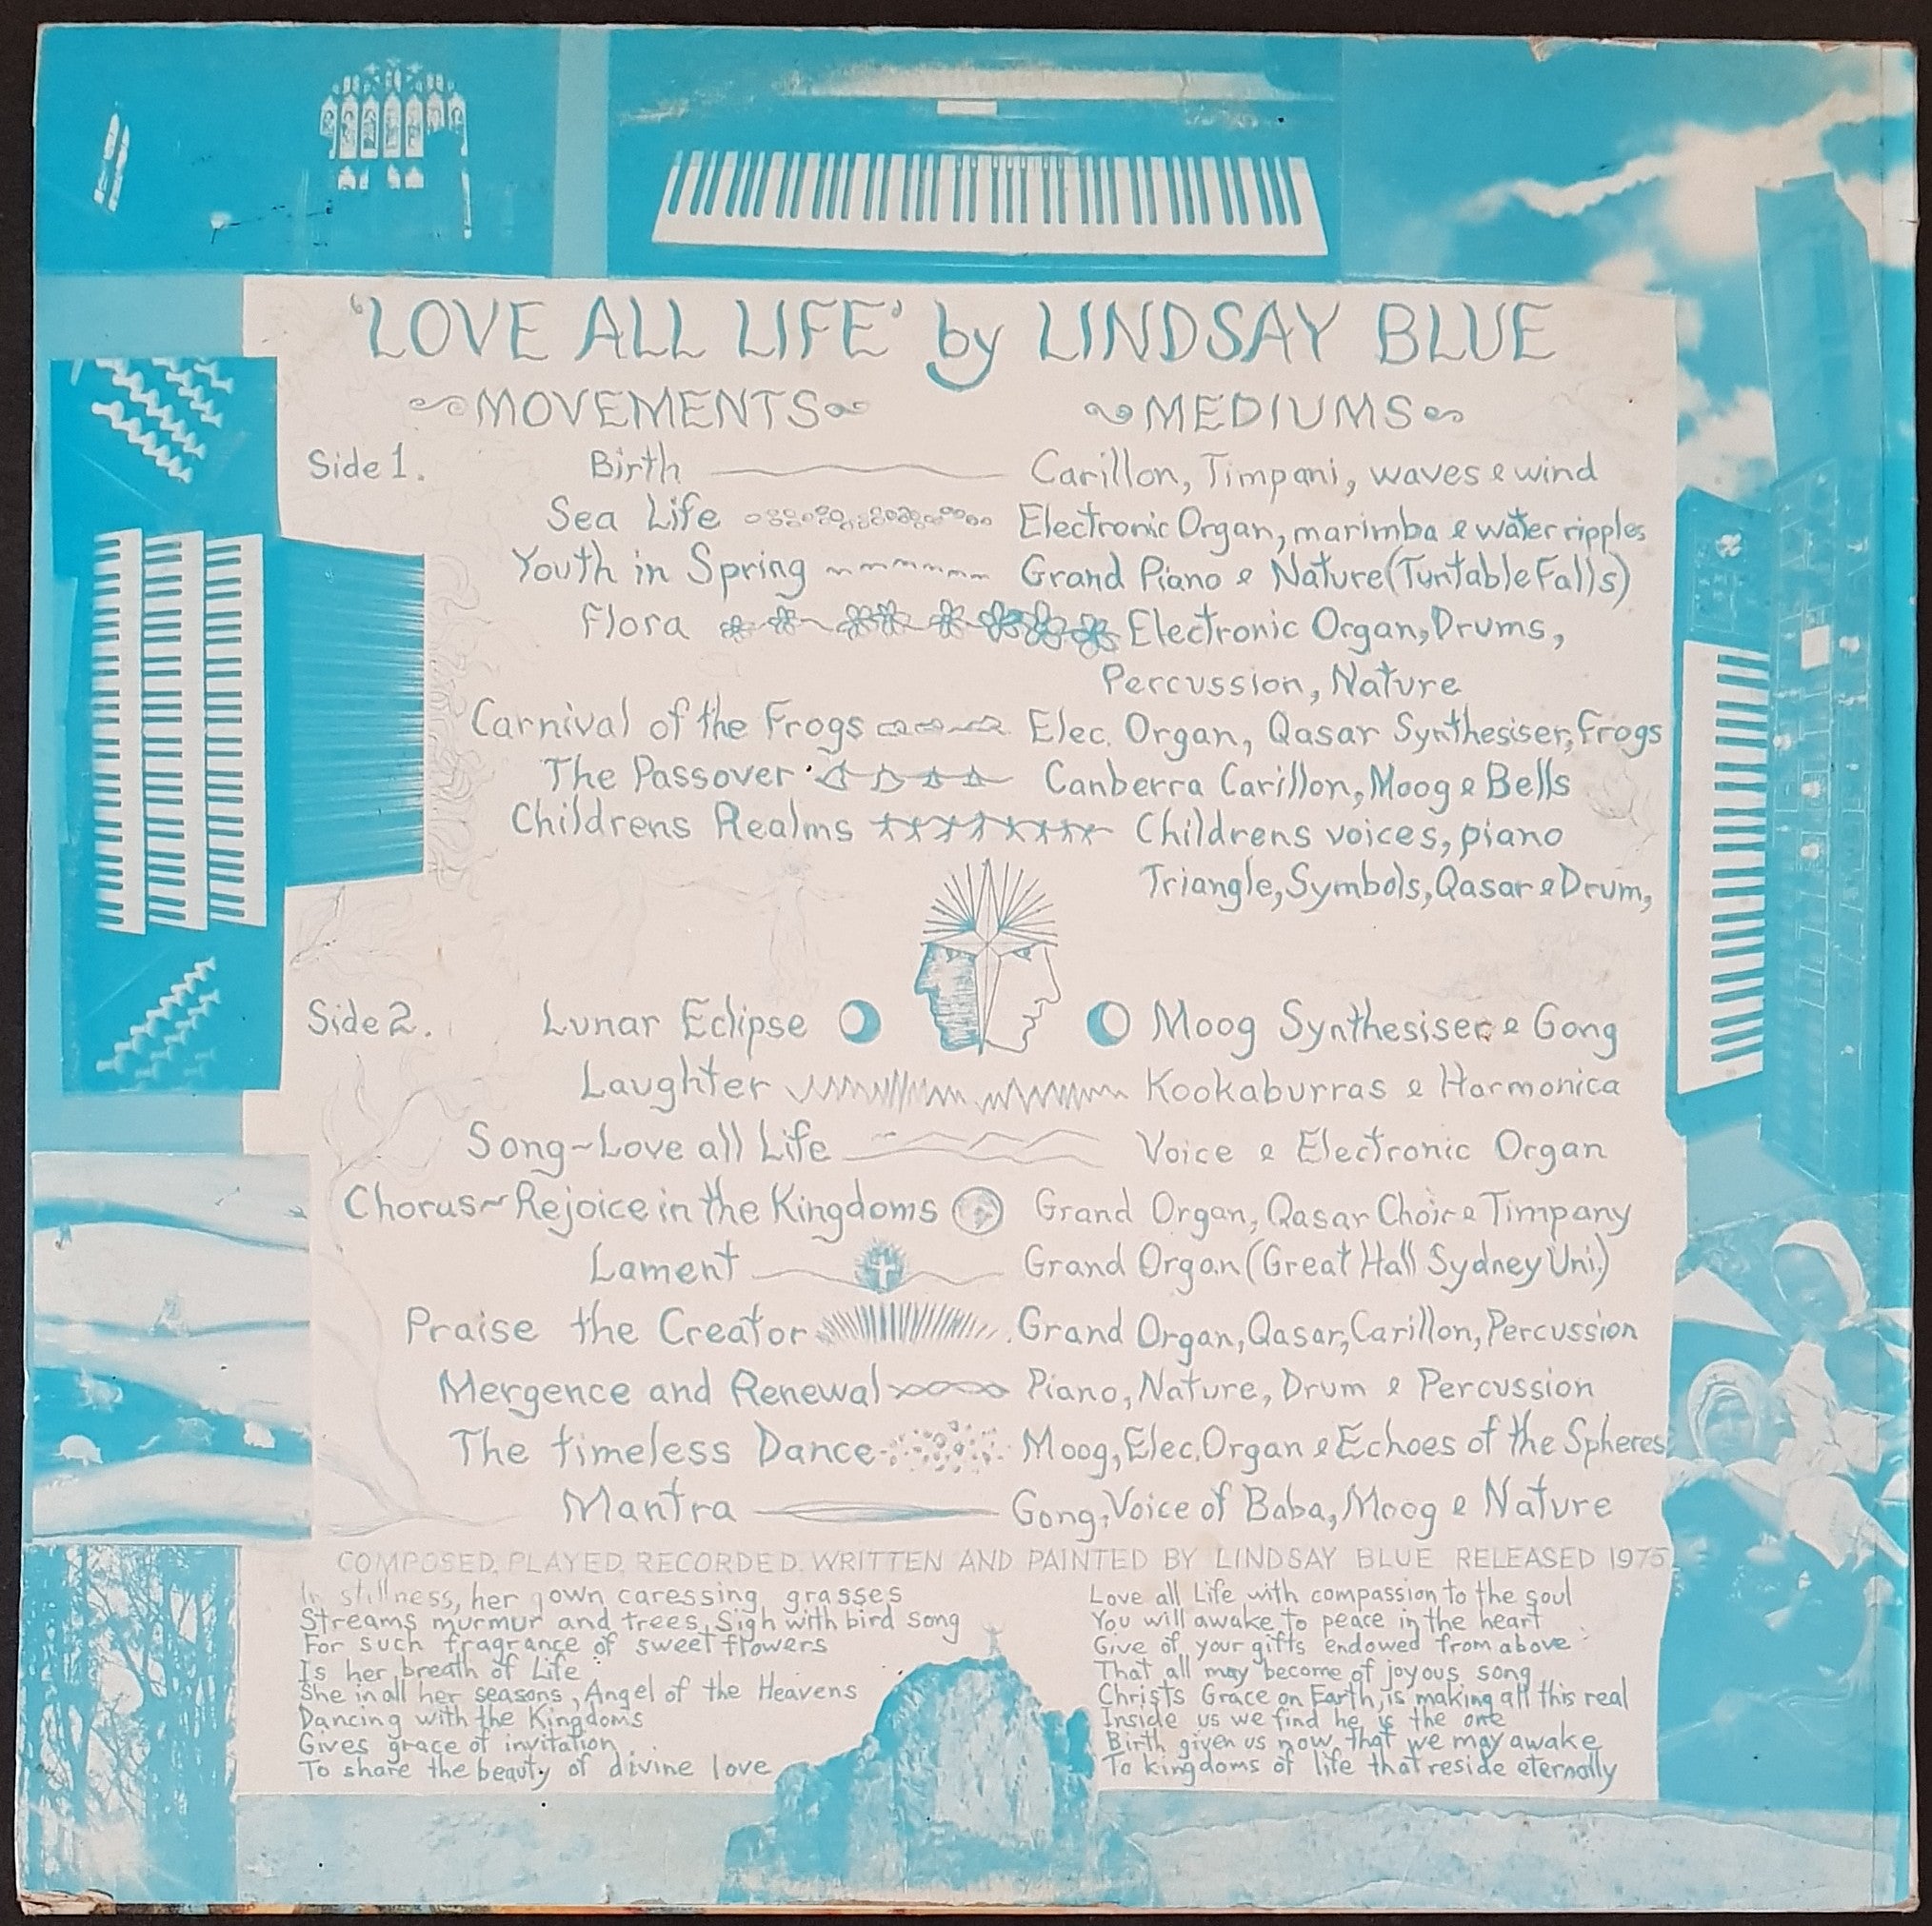 'LOVE ALL LIFE' by LINDSAY BLUE
MOVEMENTS MEDIUMS
Side 1. Birth Carillon, Timpani, waves & wind
Sea Life Electronic Organ, marimba & water ripples
Youth in Spring Grand Piano & Nature (Tuntable Falls)
Flora Electronic Organ, Drums,
Percussion, Nature
Carnival of the Frogs Elec. Organ, Qasar Synthesiser, Frogs
The Passover Canberra Carillon, Moog & Bells
Childrens Realms Childrens voices, piano
Triangle, Symbols, Qasar & Drum,
Side 2. Lunar Eclipse Moog Synthesiser & Gong
Laughter Kookaburras & Harmonica
Song~Love all Life Voice & Electronic Organ
Chorus~Rejoice in the Kingdoms Grand Organ, Qasar Choir & Timpany
Lament Grand Organ (Great Hall Sydney Uni.)
Praise the Creator Grand Organ, Qasar, Carillon, Percussion
Mergence and Renewal Piano, Nature, Drum & Percussion
The timeless Dance Moog, Elec. Organ & Echoes of the Spheres
Mantra Gong, Voice of Baba, Moog & Nature
COMPOSED, PLAYED, RECORDED, WRITTEN AND PAINTED BY LINDSAY BLUE RELEASED 1975
In stillness, her gown caressing grasses
Streams murmur and trees Sigh with bird song
For such fragrance of sweet flowers
Is her breath of Life
She in all her seasons, Angel of the Heavens
Dancing with the Kingdoms
Gives grace of invitation
To share the beauty of divine love
Love all Life with compassion to the soul
You will awake to peace in the heart
Give of your gifts endowed from above
That all may become of joyous song
Christs Grace on Earth, is making all this real
Inside us we find he is the one
Birth given us now, that we may awake
To kingdoms of life that reside eternally